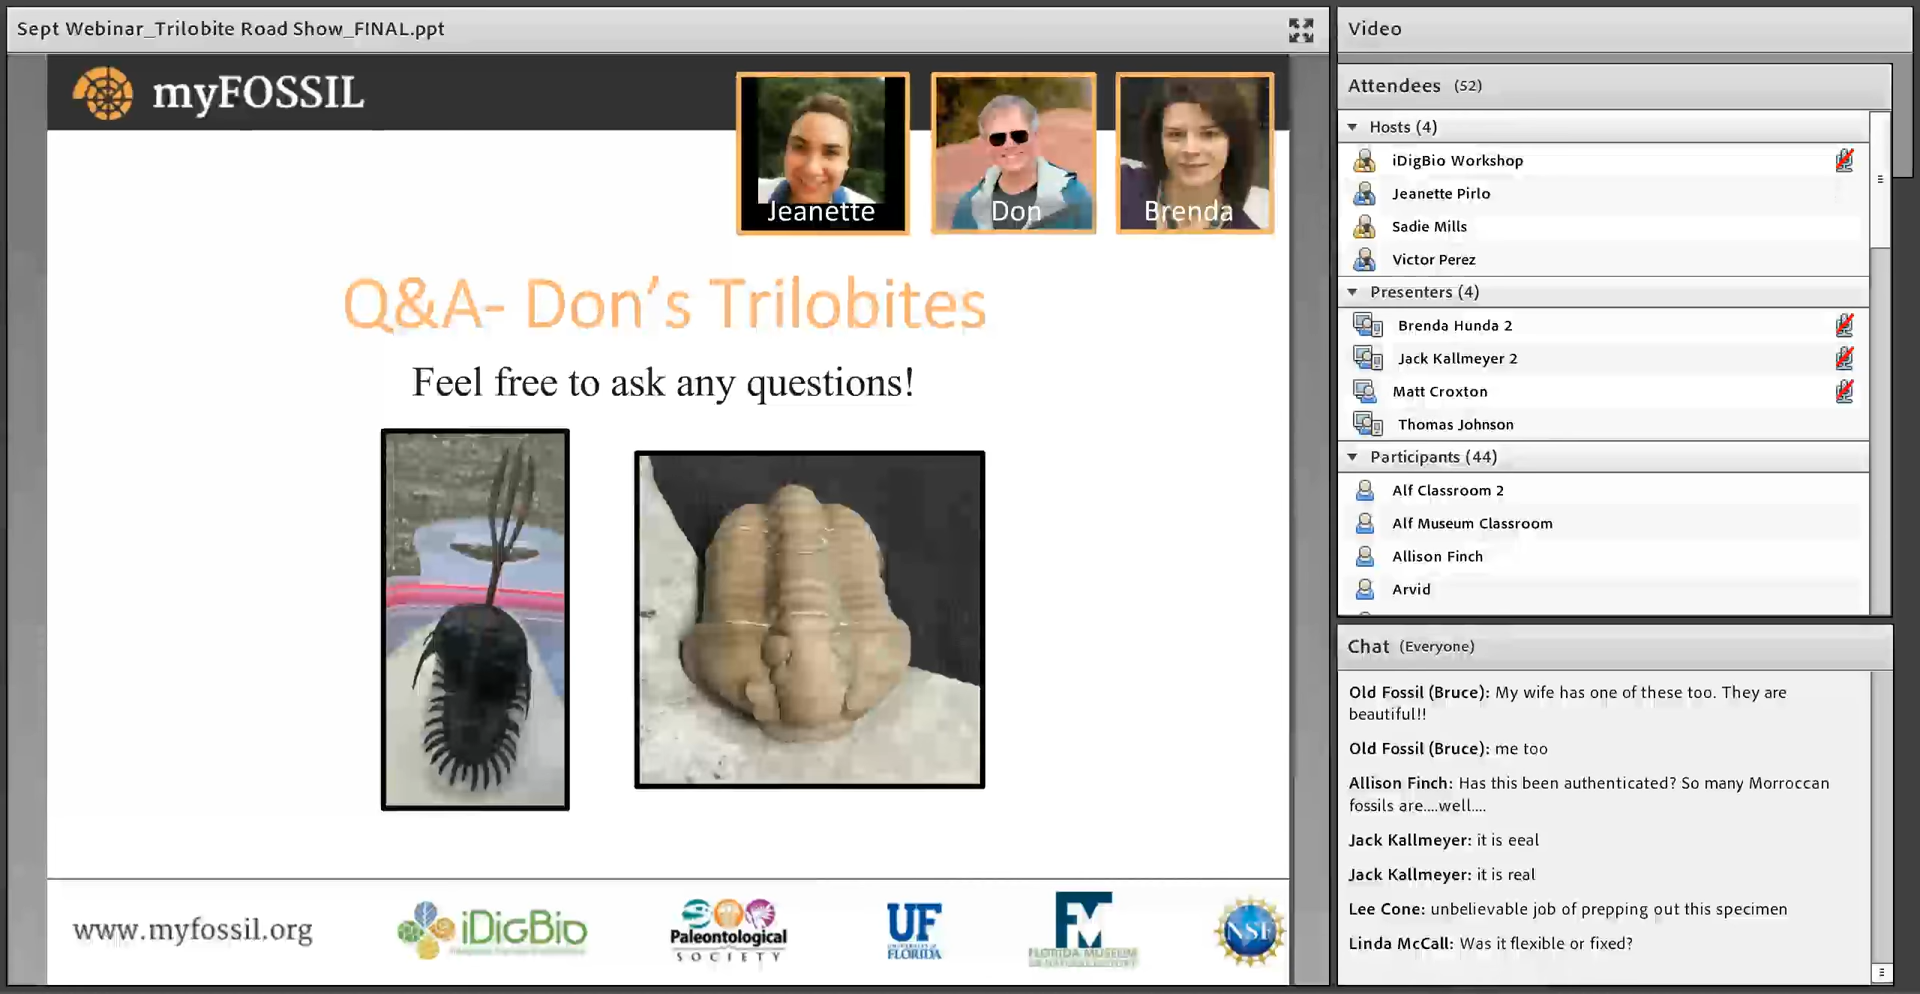 Sept Webinar_Trilobite Road Show_FINAL.ppt
myFOSSIL
Jeanette
Don
Brenda
Q&A- Don's Trilobites
Feel free to ask any questions!
www.myfossil.org
iDigBio
Paleontological
SOCIETY
UF
UNIVERSITY of
FLORIDA
FM
FLORIDA MUSEUM
NSF
Video
Attendees (52)
Hosts (4)
iDigBio Workshop
Jeanette Pirlo
Sadie Mills
Victor Perez
Presenters (4)
Brenda Hunda 2
Jack Kallmeyer 2
Matt Croxton
Thomas Johnson
Participants (44)
Alf Classroom 2
Alf Museum Classroom
Allison Finch
Arvid
Chat (Everyone)
Old Fossil (Bruce): My wife has one of these too. They are
beautiful!!
Old Fossil (Bruce): me too
Allison Finch: Has this been authenticated? So many Morroccan
fossils are....well....
Jack Kallmeyer: it is eeal
Jack Kallmeyer: it is real
Lee Cone: unbelievable job of prepping out this specimen
Linda McCall: Was it flexible or fixed?